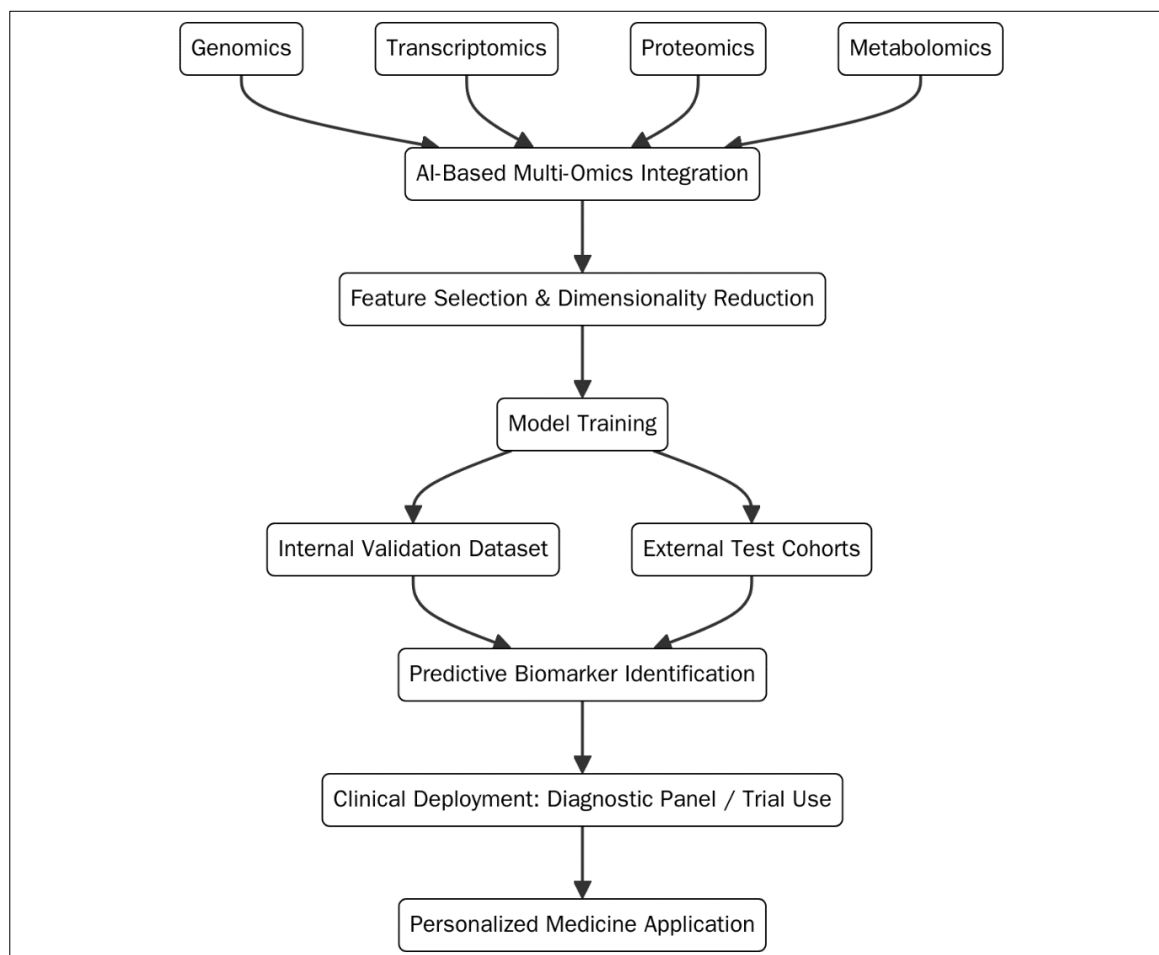 Genomics
Transcriptomics
Proteomics
Metabolomics
AI-Based Multi-Omics Integration
Feature Selection & Dimensionality Reduction
Model Training
Internal Validation Dataset
External Test Cohorts
Predictive Biomarker Identification
Clinical Deployment: Diagnostic Panel / Trial Use
Personalized Medicine Application